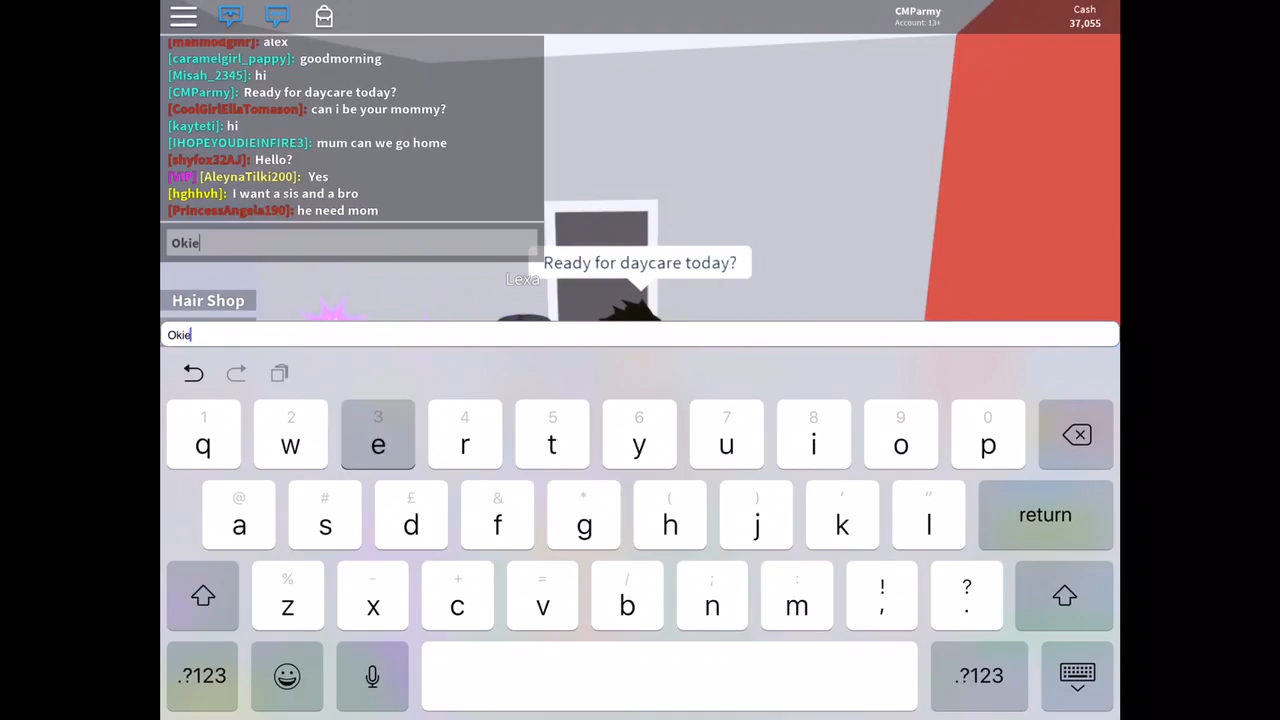 CMParmy
Account: 13+
Cash
37,055
[mahmodgmr]: alex
[caramelgirl_pappy]: goodmorning
[Misah_2345]: hi
[CMParmy]: Ready for daycare today?
[CoolGirlEllaTomason]: can i be your mommy?
[kayteti]: hi
[IHOPEYOUDIEINFIRE3]: mum can we go home
[shyfox32AJ]: Hello?
[VIP] [AleynaTilki200]: Yes
[hghhvh]: I want a sis and a bro
[PrincessAngela190]: he need mom
Okie
Ready for daycare today?
Lexa
Hair Shop
Okie
1 2 3 4 5 6 7 8 9 0
q w e r t y u i o p
@ # £ & * ( ) ' "
a s d f g h j k l return
% - + = / ; : ! ?
z x c v b n m , .
.?123 .?123